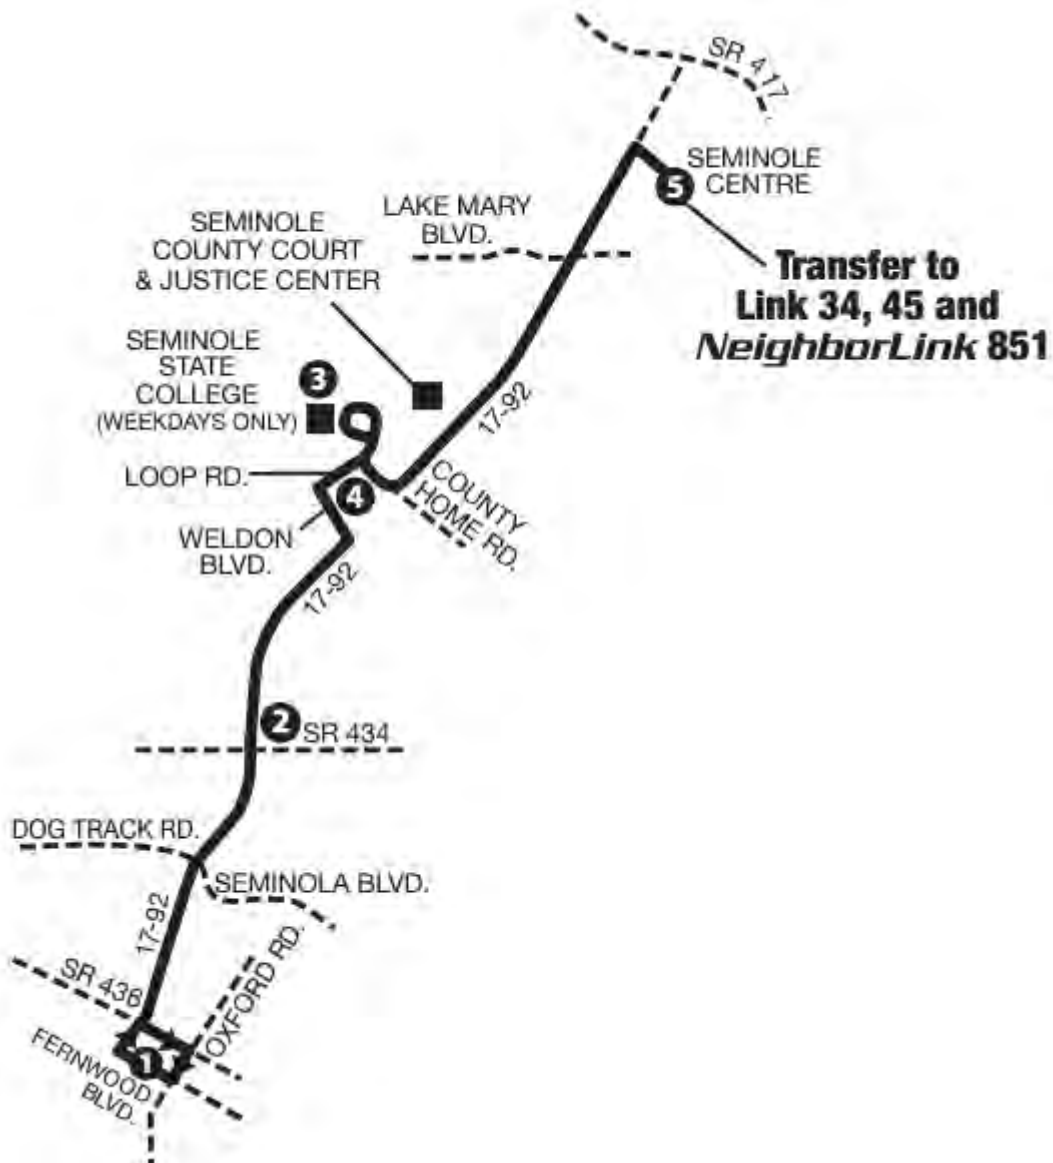 SR 417
SEMINOLE
CENTRE
5
LAKE MARY
BLVD.
SEMINOLE
COUNTY COURT
& JUSTICE CENTER
Transfer to
Link 34, 45 and
NeighborLink 851
SEMINOLE
STATE
COLLEGE
(WEEKDAYS ONLY)
3
17-92
LOOP RD.
4
COUNTY
HOME RD.
WELDON
BLVD.
17-92
2
SR 434
DOG TRACK RD.
SEMINOLA BLVD.
17-92
OXFORD RD.
SR 436
1
FERNWOOD
BLVD.